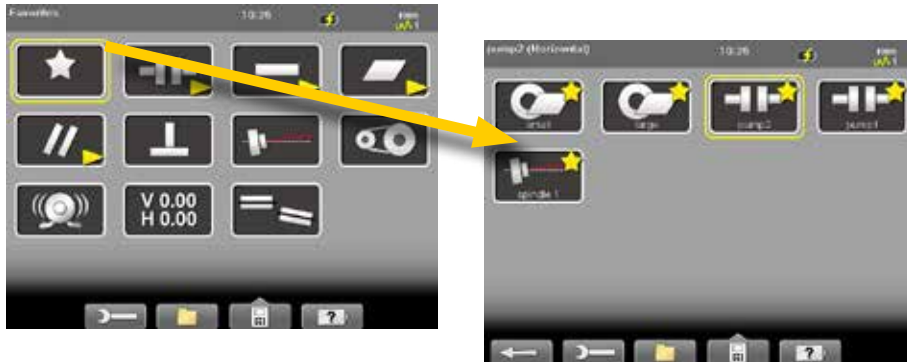 Favorites
10:26
V 0.00
H 0.00
?
pump2 (Horizontal)
10:26
small
large
pump2
pump1
spindle 1
?